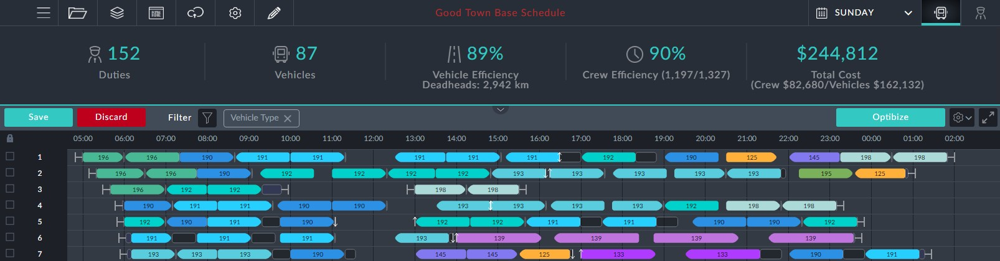 Good Town Base Schedule
SUNDAY
152
Duties
87
Vehicles
89%
Vehicle Efficiency
Deadheads: 2,942 km
90%
Crew Efficiency (1,197/1,327)
$244,812
Total Cost
(Crew $82,680/Vehicles $162,132)
Save Discard Filter Vehicle Type Optibize
05:00 06:00 07:00 08:00 09:00 10:00 11:00 12:00 13:00 14:00 15:00 16:00 17:00 18:00 19:00 20:00 21:00 22:00 23:00 00:00 01:00 02:00
1 196 196 190 191 191 191 191 191 192 190 125 145 198 198
2 196 196 190 192 192 192 192 193 193 193 193 193 195 125
3 196 192 192 198 198
4 190 191 191 190 190 193 193 193 193 192 198 198
5 192 190 191 190 192 192 191 191 190 190 192
6 191 191 191 193 139 139 139 139
7 193 193 193 190 145 145 125 133 133 190 191